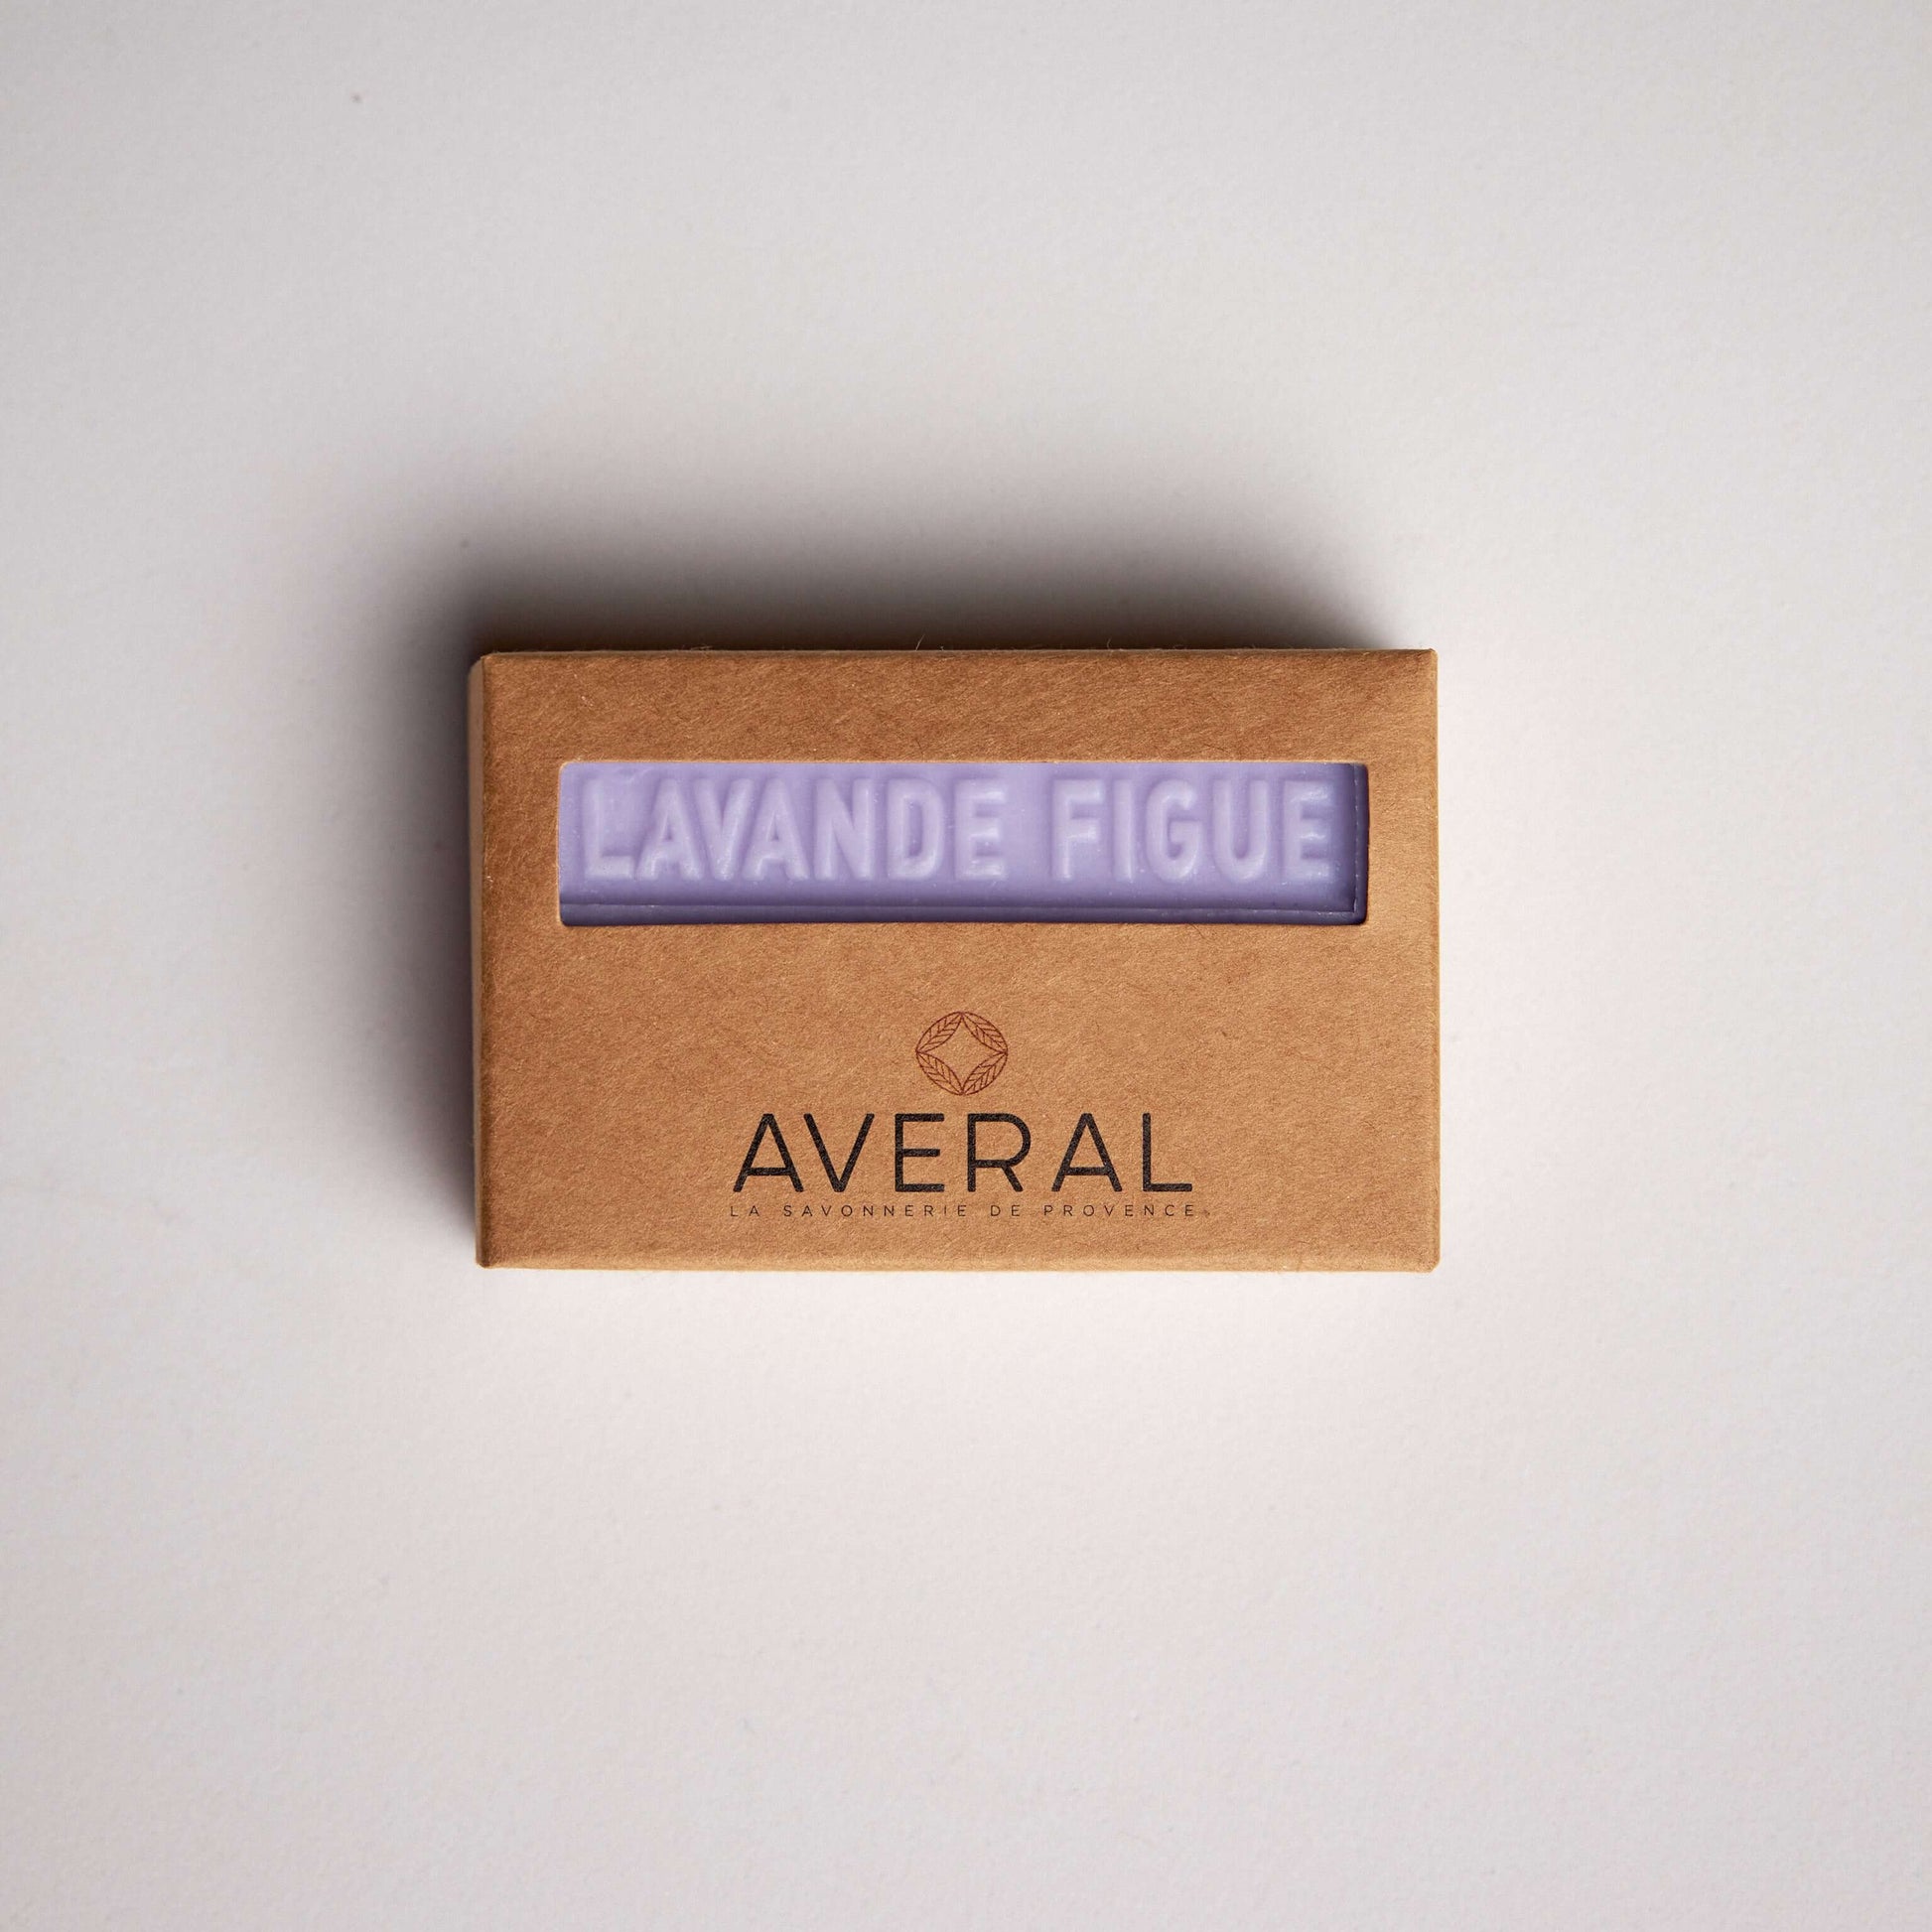 LAVANDE FIGUE
AVERAL
LA SAVONNERIE DE PROVENCE